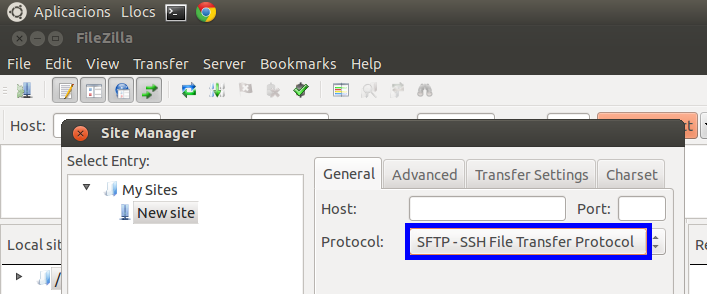 Aplicacions Llocs
FileZilla
File Edit View Transfer Server Bookmarks Help
Host:
Site Manager
Select Entry:
My Sites
New site
General Advanced Transfer Settings Charset
Host: Port:
Protocol: SFTP - SSH File Transfer Protocol
Local sit
/